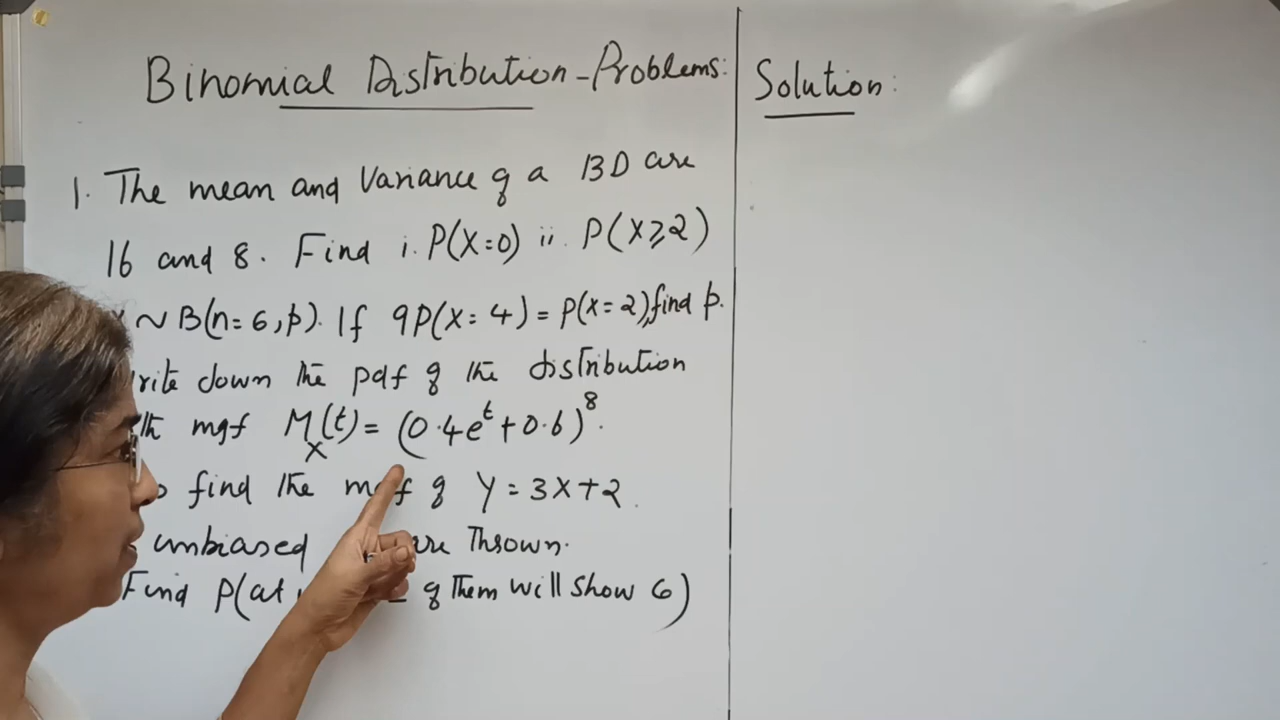 Binomial Distribution - Problems:
1. The mean and Variance of a BD are
16 and 8. Find i. P(X=0) ii. P(X⩾2)
~ B(n=6,p). If 9P(X=4) = P(X=2), find p.
down the pdf of the distribution
mgf M_X(t) = (0.4e^t + 0.6)^8.
find the mgf of Y = 3X+2.
unbiased are Thrown.
Find P(at of Them will show 6)
Solution: